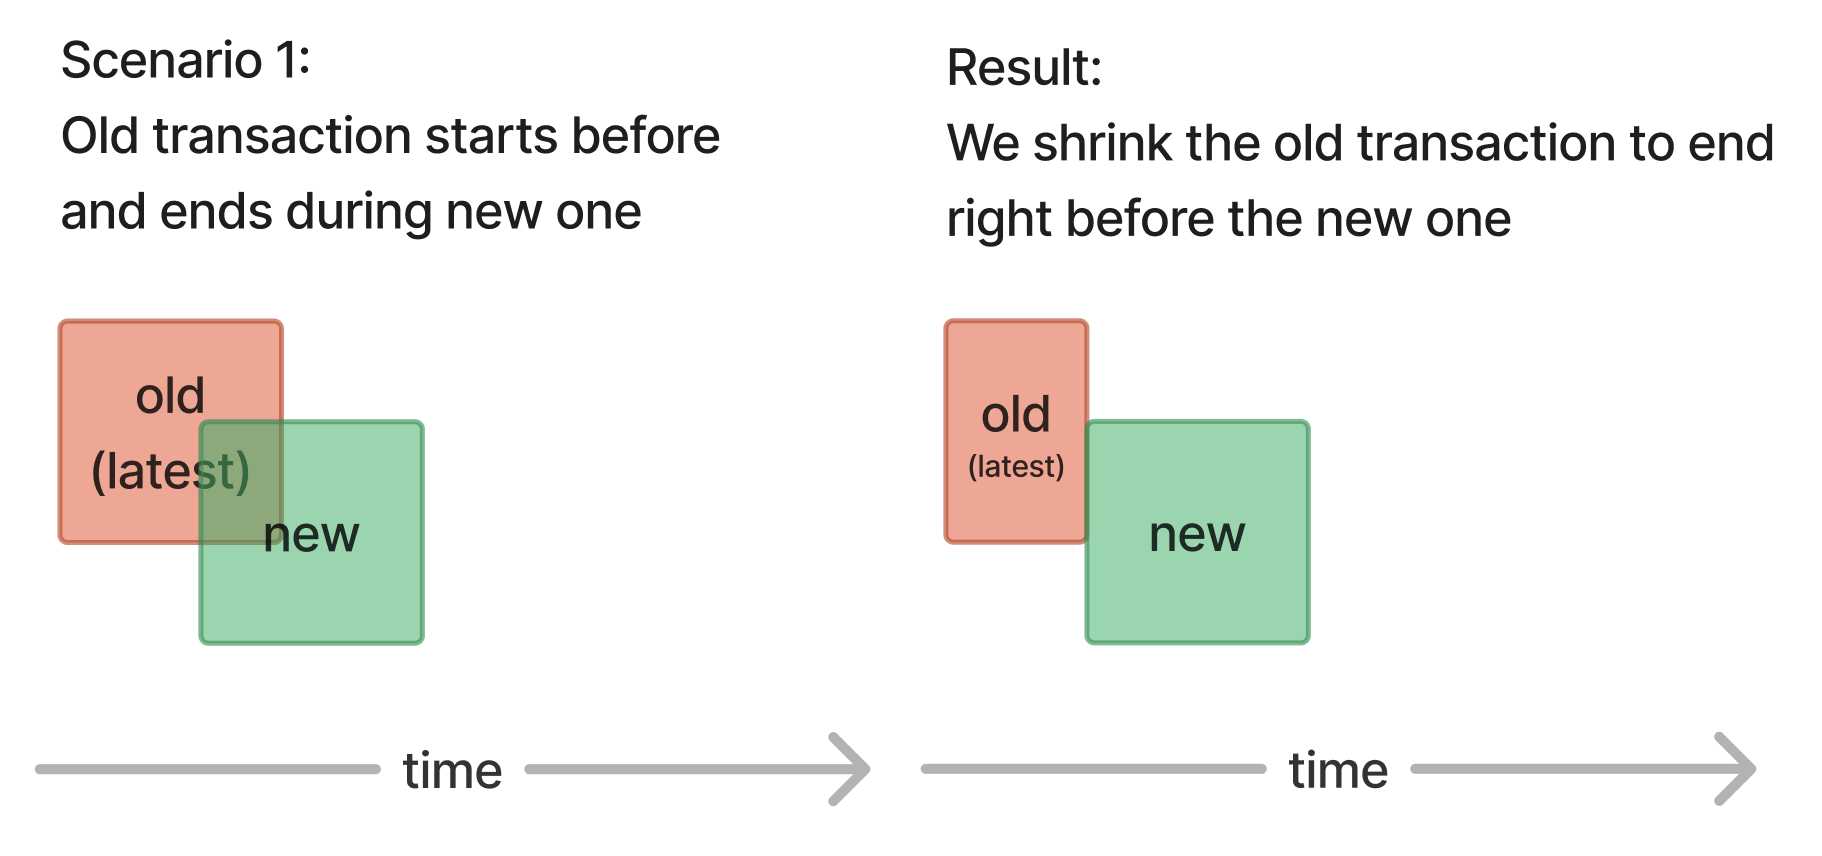 Scenario 1:
Old transaction starts before
and ends during new one
old
(latest)
new
time
Result:
We shrink the old transaction to end
right before the new one
old
(latest)
new
time